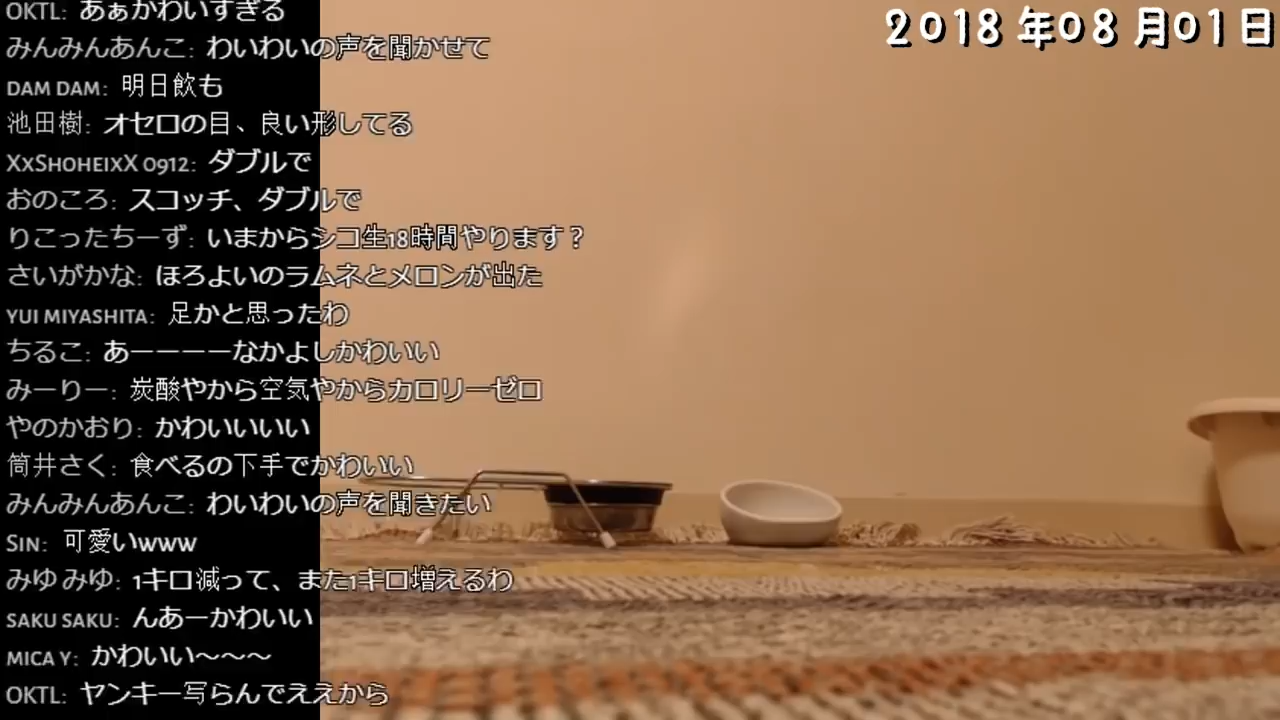 OKTL: あぁかわいすぎる
2018年08月01日
みんみんあんこ: わいわいの声を聞かせて
DAM DAM: 明日飲も
池田樹: オセロの目、良い形してる
XxShoheixX 0912: ダブルで
おのころ: スコッチ、ダブルで
りこったちーず: いまからシコ生18時間やります？
さいがかな: ほろよいのラムネとメロンが出た
YUI MIYASHITA: 足かと思ったわ
ちるこ: あーーーーなかよしかわいい
みーりー: 炭酸やから空気やからカロリーゼロ
やのかおり: かわいいいい
筒井さく: 食べるの下手でかわいい
みんみんあんこ: わいわいの声を聞きたい
Sin: 可愛いwww
みゆみゆ: 1キロ減って、また1キロ増えるわ
SAKU SAKU: んあーかわいい
MICA Y: かわいい〜〜〜
OKTL: ヤンキー写らんでええから